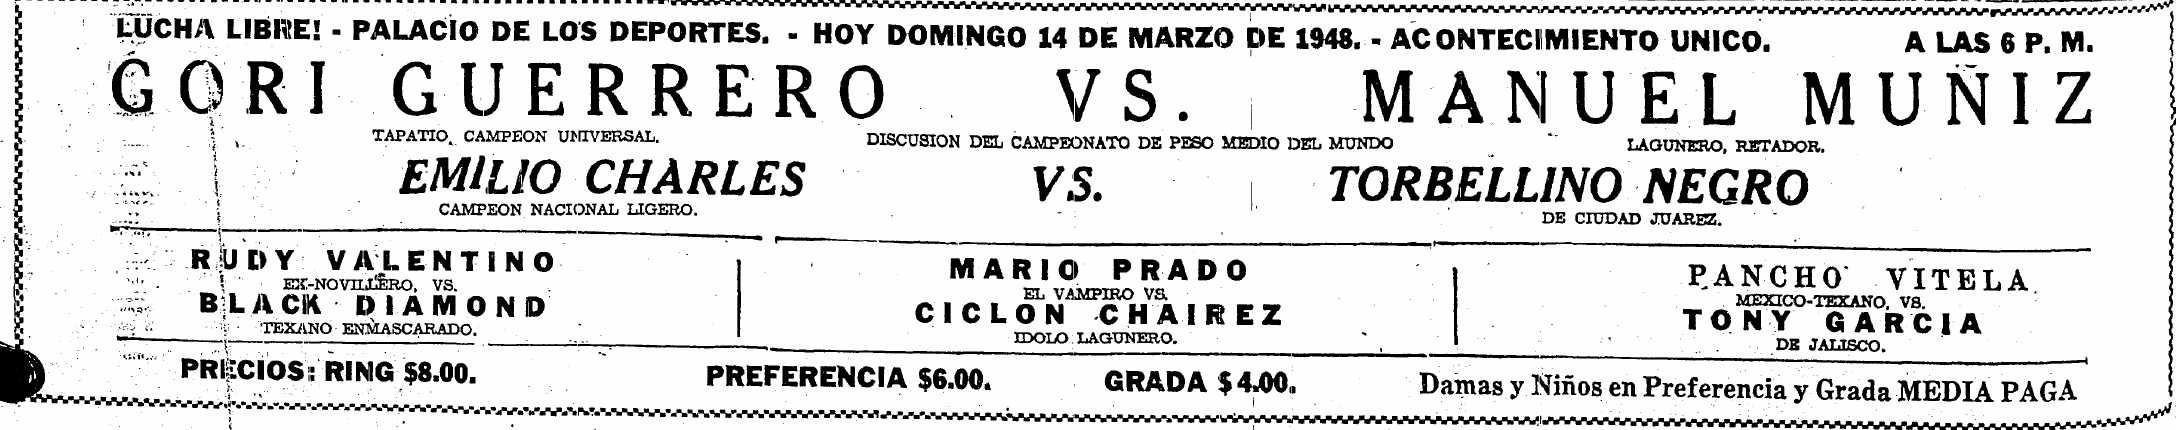 LUCHA LIBRE! - PALACIO DE LOS DEPORTES. - HOY DOMINGO 14 DE MARZO DE 1948. - ACONTECIMIENTO UNICO. A LAS 6 P. M.
GORI GUERRERO VS. MANUEL MUÑIZ
TAPATIO, CAMPEON UNIVERSAL. DISCUSION DEL CAMPEONATO DE PESO MEDIO DEL MUNDO LAGUNERO, RETADOR.
EMILIO CHARLES VS. TORBELLINO NEGRO
CAMPEON NACIONAL LIGERO. DE CIUDAD JUAREZ.
RUDY VALENTINO
EX-NOVILLERO, VS.
BLACK DIAMOND
TEXANO ENMASCARADO.
MARIO PRADO
EL VAMPIRO VS.
CICLON CHAIREZ
IDOLO LAGUNERO.
PANCHO VITELA
MEXICO-TEXANO, VS.
TONY GARCIA
DE JALISCO.
PRECIOS: RING $8.00. PREFERENCIA $6.00. GRADA $4.00. Damas y Niños en Preferencia y Grada MEDIA PAGA